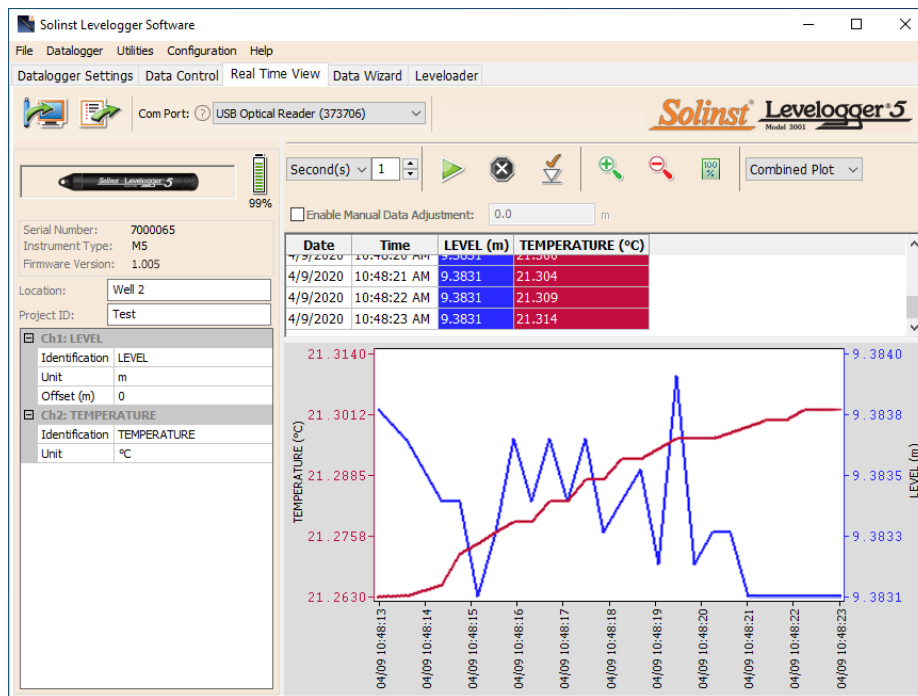 Solinst Levelogger Software
File Datalogger Utilities Configuration Help
Datalogger Settings Data Control Real Time View Data Wizard Leveloader
Com Port: ? USB Optical Reader (373706)
Solinst® Levelogger® 5
Model 3001
Solinst Levelogger 5
99%
Serial Number: 7000065
Instrument Type: M5
Firmware Version: 1.005
Location: Well 2
Project ID: Test
Ch1: LEVEL
Identification LEVEL
Unit m
Offset (m) 0
Ch2: TEMPERATURE
Identification TEMPERATURE
Unit ºC
Second(s) 1
100
%
Combined Plot
Enable Manual Data Adjustment: 0.0 m
Date Time LEVEL (m) TEMPERATURE (ºC)
4/9/2020 10:48:21 AM 9.3831 21.304
4/9/2020 10:48:22 AM 9.3831 21.309
4/9/2020 10:48:23 AM 9.3831 21.314
TEMPERATURE (ºC)
21.3140
21.3012
21.2885
21.2758
21.2630
9.3840
9.3838
9.3835
9.3833
9.3831
LEVEL (m)
04/09 10:48:13
04/09 10:48:14
04/09 10:48:15
04/09 10:48:16
04/09 10:48:17
04/09 10:48:18
04/09 10:48:19
04/09 10:48:20
04/09 10:48:21
04/09 10:48:22
04/09 10:48:23